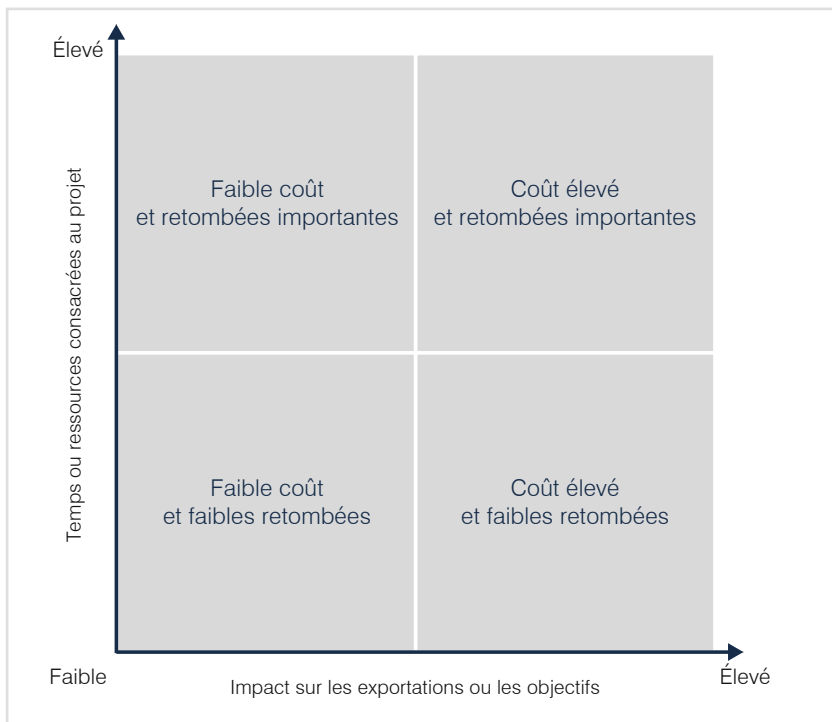 Élevé
Temps ou ressources consacrées au projet
Faible coût
et retombées importantes
Coût élevé
et retombées importantes
Faible coût
et faibles retombées
Coût élevé
et faibles retombées
Faible
Impact sur les exportations ou les objectifs
Élevé